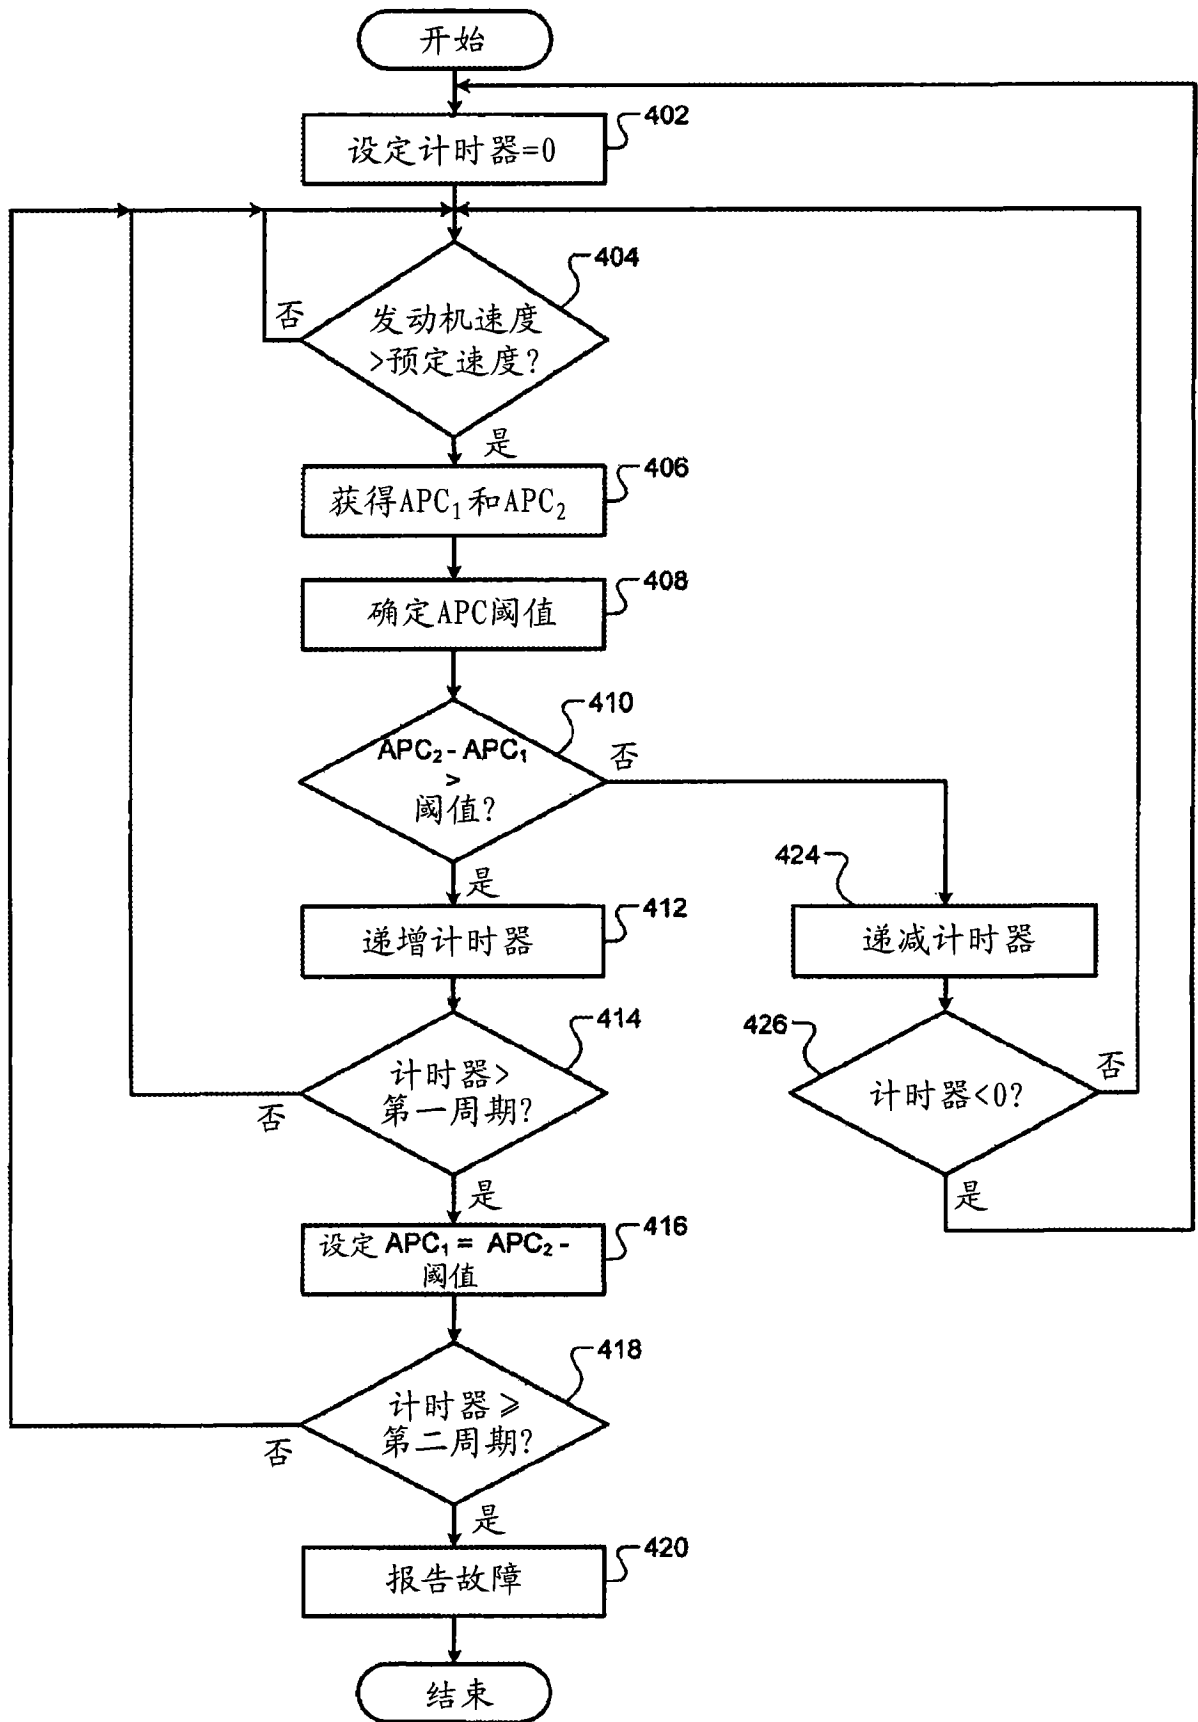 开始
402
设定计时器=0
404
发动机速度
>预定速度?
否
是
406
获得APC₁和APC₂
408
确定APC阈值
410
APC₂ - APC₁
>
阈值?
否
是
412
递增计时器
424
递减计时器
414
计时器>
第一周期?
否
426
计时器<0?
否
是
是
416
设定 APC₁ = APC₂ -
阈值
418
计时器 ≥
第二周期?
否
是
420
报告故障
结束